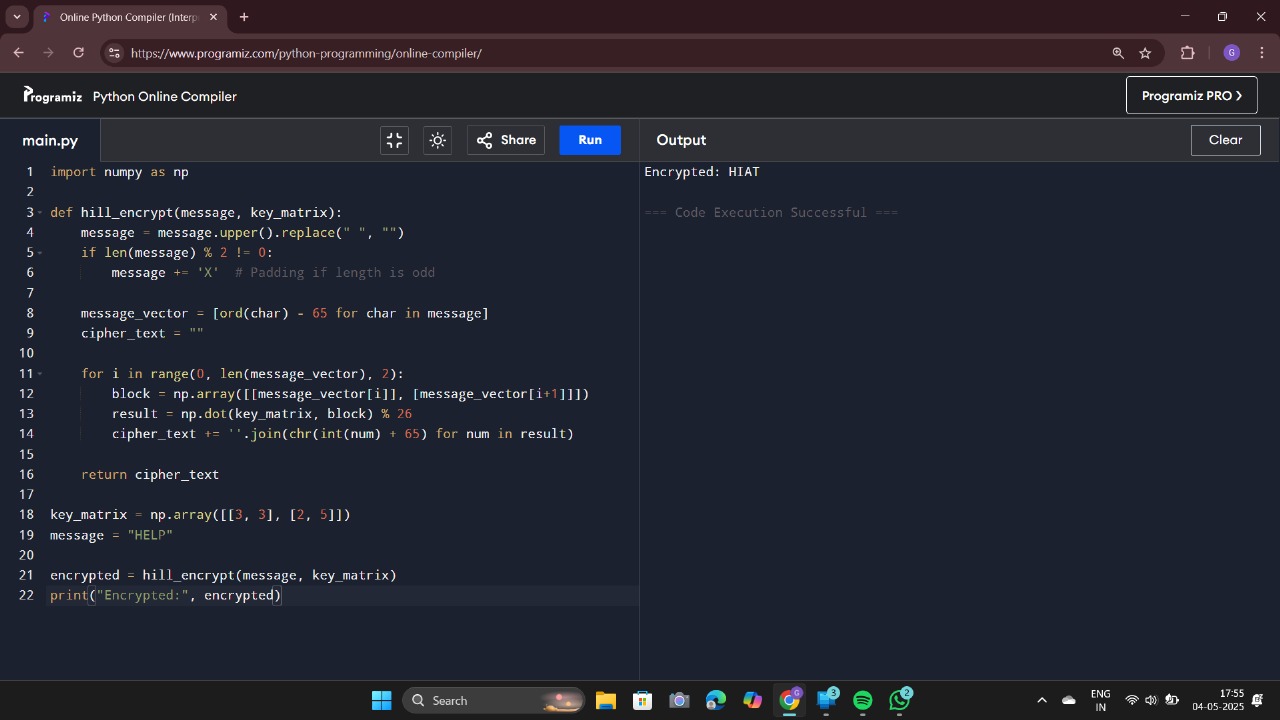 Online Python Compiler (Interp
https://www.programiz.com/python-programming/online-compiler/
G
Programiz Python Online Compiler
Programiz PRO ❯
main.py
Share
Run
Output
Clear
1 import numpy as np
2
3 def hill_encrypt(message, key_matrix):
4     message = message.upper().replace(" ", "")
5     if len(message) % 2 != 0:
6         message += 'X'  # Padding if length is odd
7
8     message_vector = [ord(char) - 65 for char in message]
9     cipher_text = ""
10
11     for i in range(0, len(message_vector), 2):
12         block = np.array([[message_vector[i]], [message_vector[i+1]]])
13         result = np.dot(key_matrix, block) % 26
14         cipher_text += ''.join(chr(int(num) + 65) for num in result)
15
16     return cipher_text
17
18 key_matrix = np.array([[3, 3], [2, 5]])
19 message = "HELP"
20
21 encrypted = hill_encrypt(message, key_matrix)
22 print("Encrypted:", encrypted)
Encrypted: HIAT
=== Code Execution Successful ===
Search
G
3
2
ENG
IN
17:55
04-05-2025